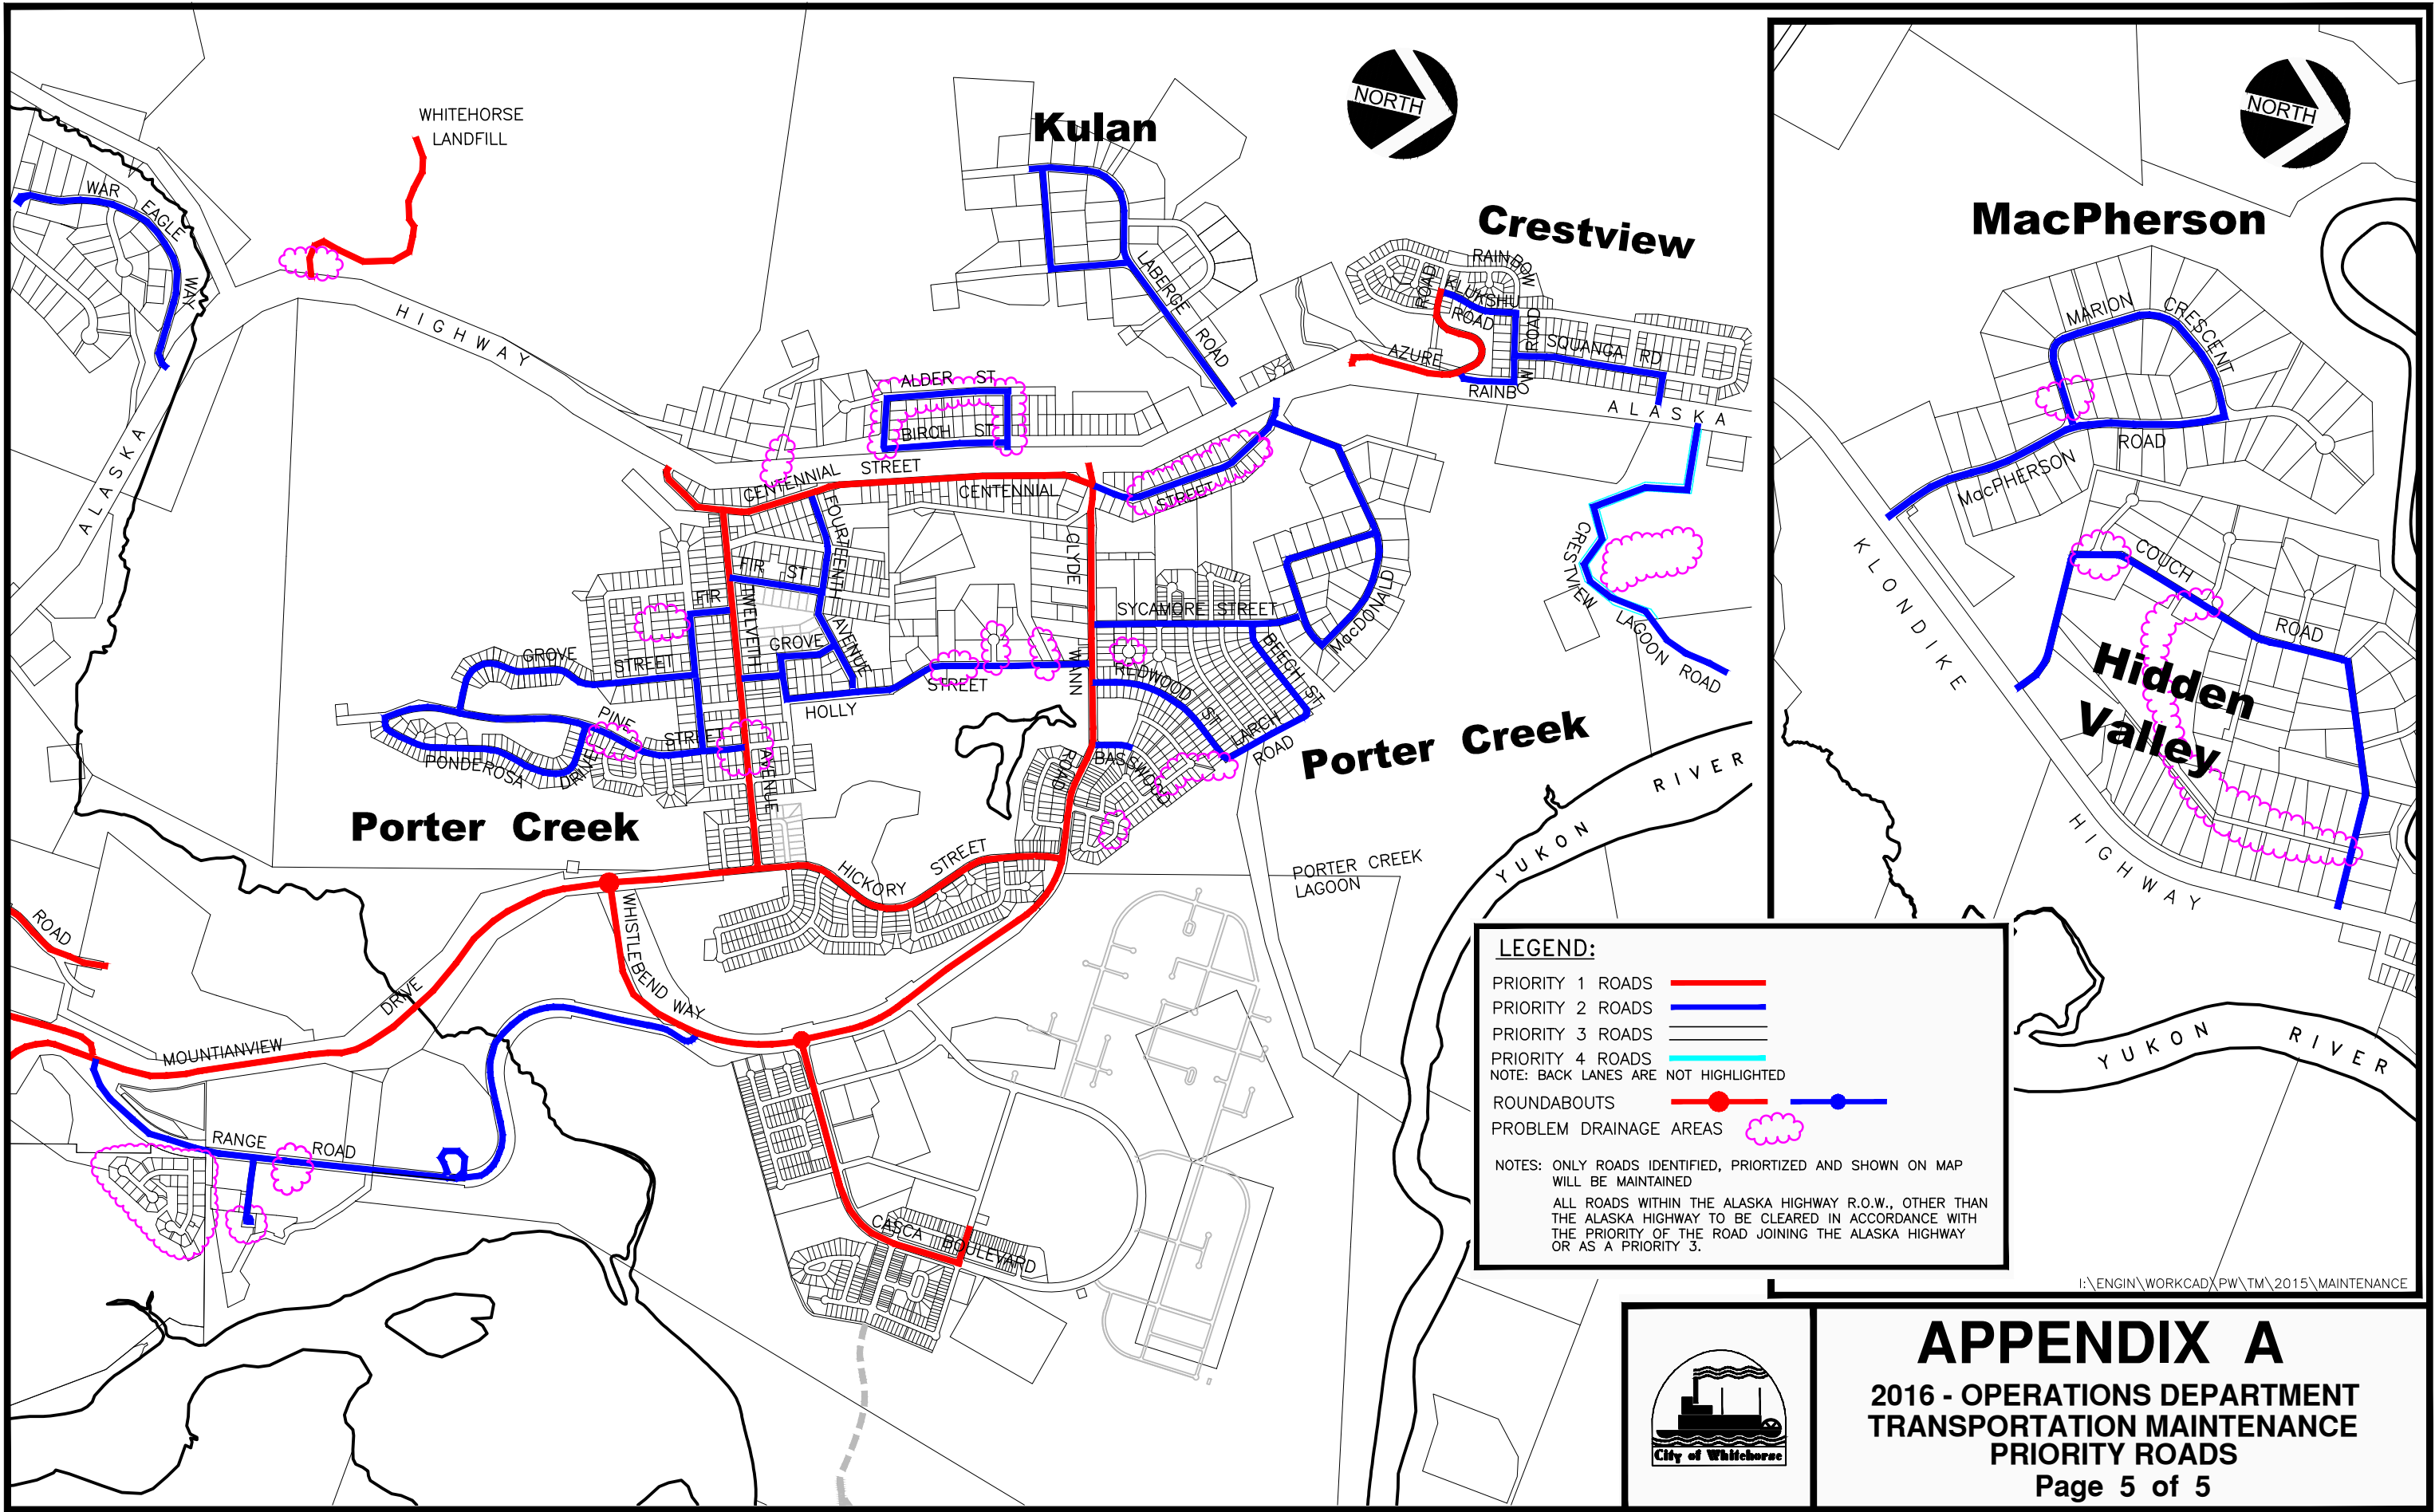 WHITEHORSE
LANDFILL
WAR
EAGLE
WAY
ALASKA
HIGHWAY
Kulan
NORTH
LABERGE
ROAD
Crestview
RAINBOW
ROAD
KLUKSHU
ROAD
ROAD
AZURE
SQUANGA RD
RAINBOW
ALASKA
ALDER ST
BIRCH ST
CENTENNIAL STREET
CENTENNIAL
STREET
FOURTEENTH
AVENUE
CLYDE
WANN
ROAD
FIR ST
FIR
TWELVETH
AVENUE
GROVE
GROVE
STREET
HOLLY
STREET
PINE
STREET
PONDEROSA
DRIVE
SYCAMORE STREET
REDWOOD ST
BEECH ST
LARCH
ROAD
BASSWOOD
MacDONALD
CRESTVIEW
LAGOON ROAD
Porter Creek
Porter Creek
HICKORY
STREET
PORTER CREEK
LAGOON
YUKON
RIVER
WHISTLEBEND WAY
ROAD
MOUNTIANVIEW
DRIVE
RANGE
ROAD
CASCA
BOULEVARD
NORTH
MacPherson
MARION
CRESCENT
MacPHERSON
ROAD
KLONDIKE
HIGHWAY
COUCH
ROAD
Hidden
Valley
YUKON
RIVER
LEGEND:
PRIORITY 1 ROADS
PRIORITY 2 ROADS
PRIORITY 3 ROADS
PRIORITY 4 ROADS
NOTE: BACK LANES ARE NOT HIGHLIGHTED
ROUNDABOUTS
PROBLEM DRAINAGE AREAS
NOTES: ONLY ROADS IDENTIFIED, PRIORTIZED AND SHOWN ON MAP
WILL BE MAINTAINED
ALL ROADS WITHIN THE ALASKA HIGHWAY R.O.W., OTHER THAN
THE ALASKA HIGHWAY TO BE CLEARED IN ACCORDANCE WITH
THE PRIORITY OF THE ROAD JOINING THE ALASKA HIGHWAY
OR AS A PRIORITY 3.
I:\ENGIN\WORKCAD\PW\TM\2015\MAINTENANCE
City of Whitehorse
APPENDIX A
2016 - OPERATIONS DEPARTMENT
TRANSPORTATION MAINTENANCE
PRIORITY ROADS
Page 5 of 5